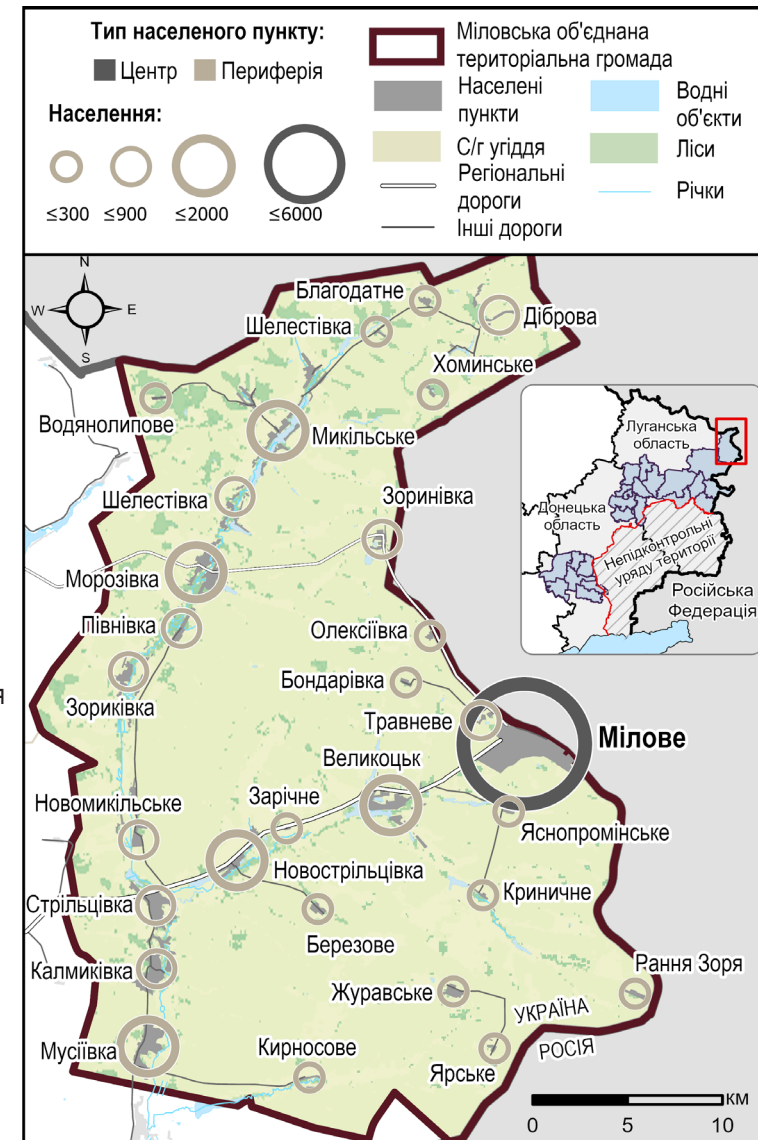 Тип населеного пункту:
Центр
Периферія
Населення:
≤300
≤900
≤2000
≤6000
Міловська об'єднана
територіальна громада
Населені
пункти
С/г угіддя
Регіональні
дороги
Інші дороги
Водні
об'єкти
Ліси
Річки
N
W
E
S
Благодатне
Шелестівка
Діброва
Хоминське
Водянолипове
Микільське
Шелестівка
Зоринівка
Морозівка
Півнівка
Олексіївка
Бондарівка
Зориківка
Травневе
Мілове
Великоцьк
Новомикільське
Зарічне
Яснопромінське
Новострільцівка
Криничне
Стрільцівка
Березове
Калмиківка
Рання Зоря
Журавське
УКРАЇНА
РОСІЯ
Мусіївка
Кирносове
Ярське
Луганська
область
Донецька
область
Непідконтрольні
уряду території
Російська
Федерація
я
км
0
5
10